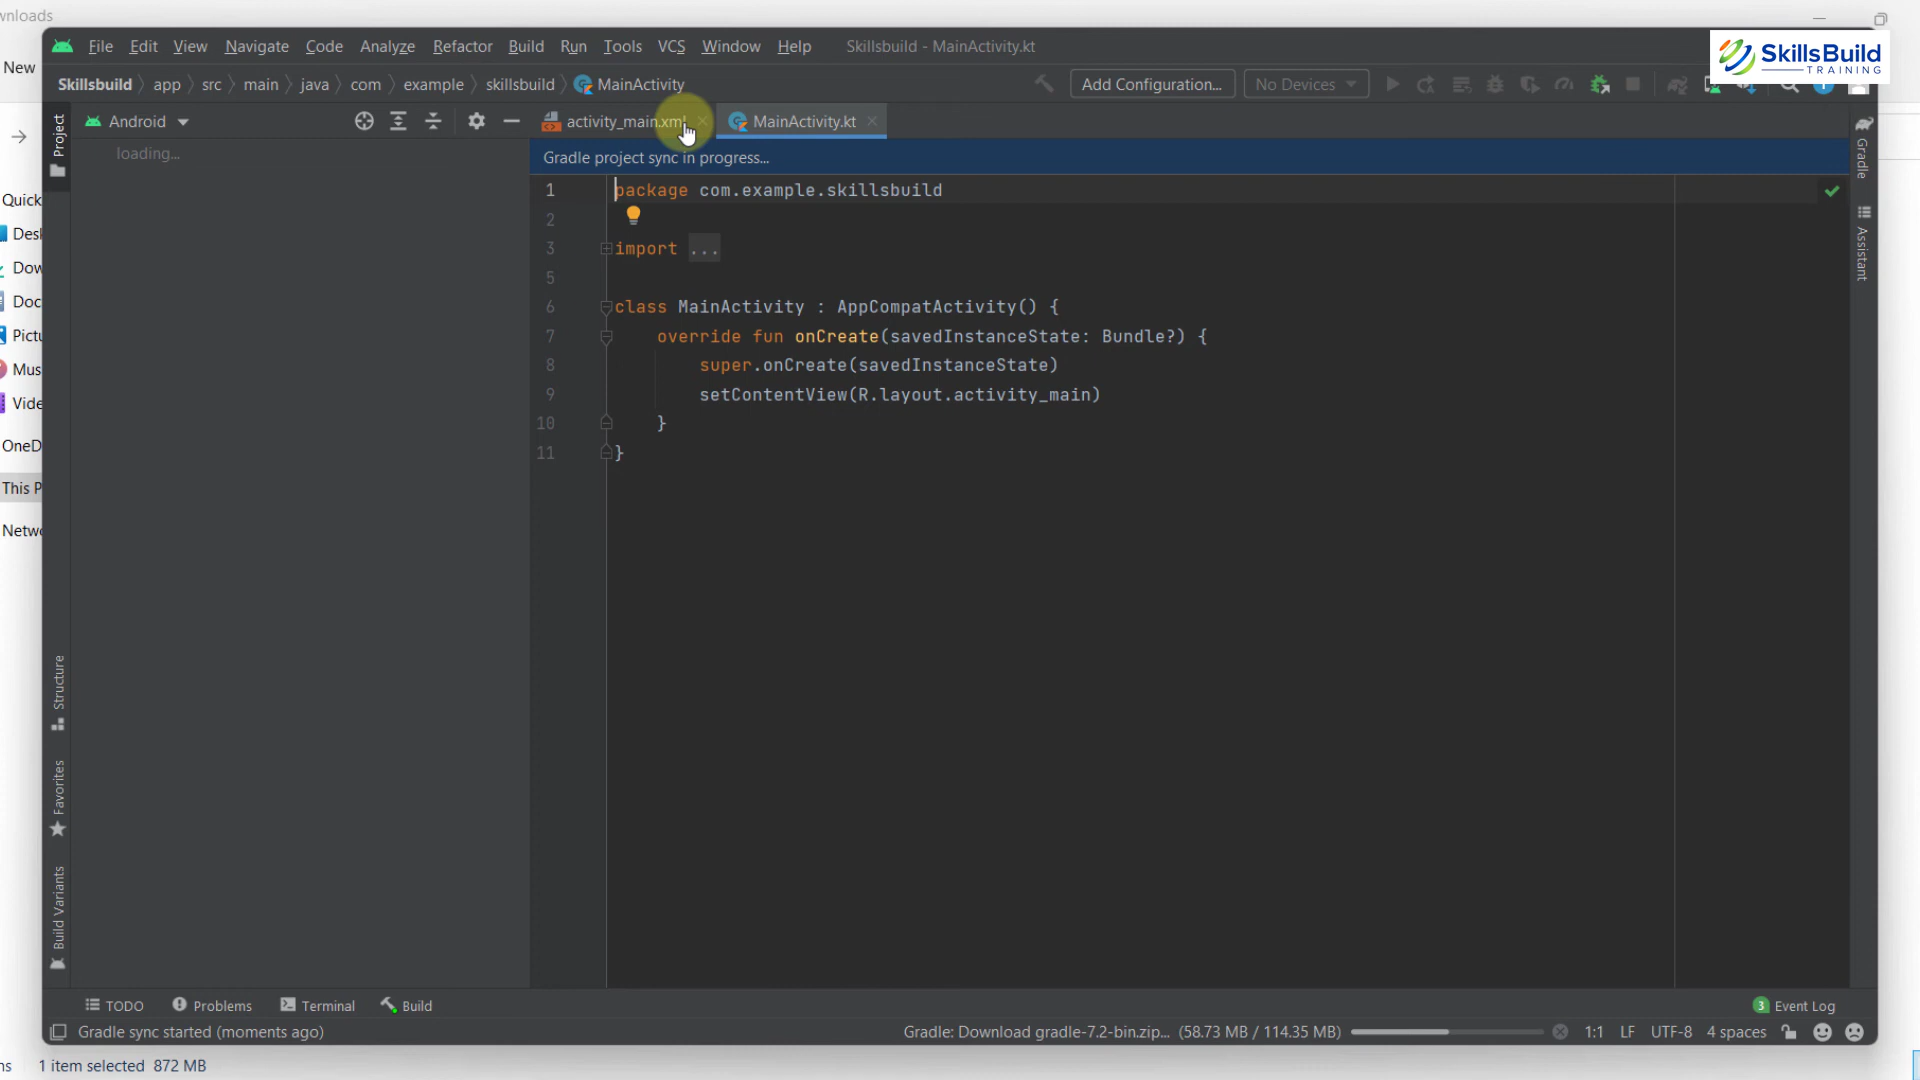 wnloads
File Edit View Navigate Code Analyze Refactor Build Run Tools VCS Window Help Skillsbuild - MainActivity.kt
SkillsBuild
TRAINING
New
Skillsbuild app src main java com example skillsbuild MainActivity Add Configuration... No Devices
Project
Android
activity_main.xml MainActivity.kt
loading...
Gradle project sync in progress...
Gradle
1 package com.example.skillsbuild
2
3 import ...
5
6 class MainActivity : AppCompatActivity() {
7 override fun onCreate(savedInstanceState: Bundle?) {
8 super.onCreate(savedInstanceState)
9 setContentView(R.layout.activity_main)
10 }
11 }
Assistant
Quick
Desk
Dow
Doc
Pictu
Mus
Vide
OneD
This P
Netwo
Structure
Favorites
Build Variants
TODO Problems Terminal Build 3 Event Log
Gradle sync started (moments ago) Gradle: Download gradle-7.2-bin.zip... (58.73 MB / 114.35 MB) 1:1 LF UTF-8 4 spaces
ns 1 item selected 872 MB